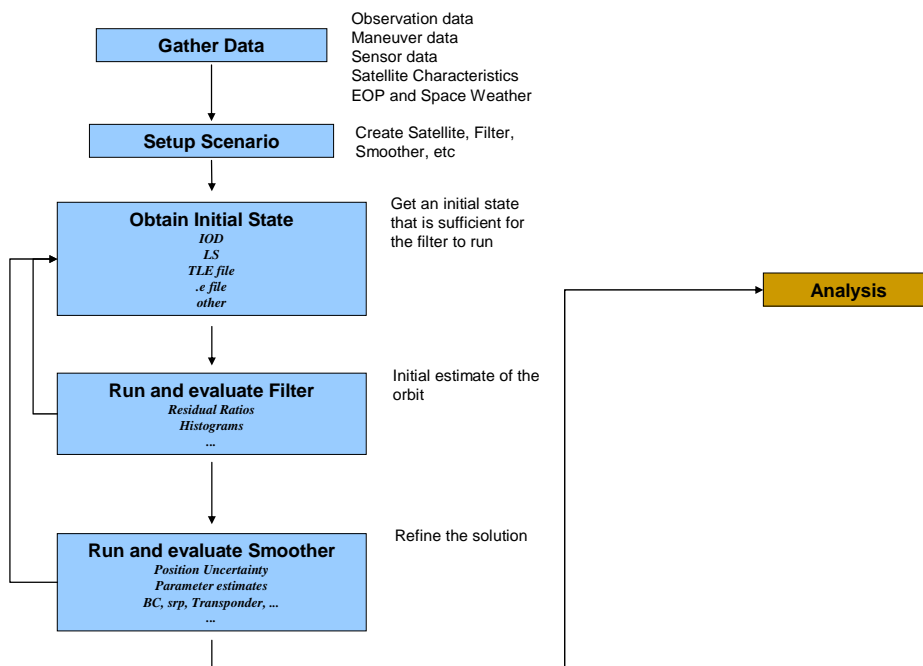 Gather Data
Observation data
Maneuver data
Sensor data
Satellite Characteristics
EOP and Space Weather
Setup Scenario
Create Satellite, Filter,
Smoother, etc
Obtain Initial State
IOD
LS
TLE file
.e file
other
Get an initial state
that is sufficient for
the filter to run
Analysis
Run and evaluate Filter
Residual Ratios
Histograms
...
Initial estimate of the
orbit
Run and evaluate Smoother
Position Uncertainty
Parameter estimates
BC, srp, Transponder, ...
...
Refine the solution